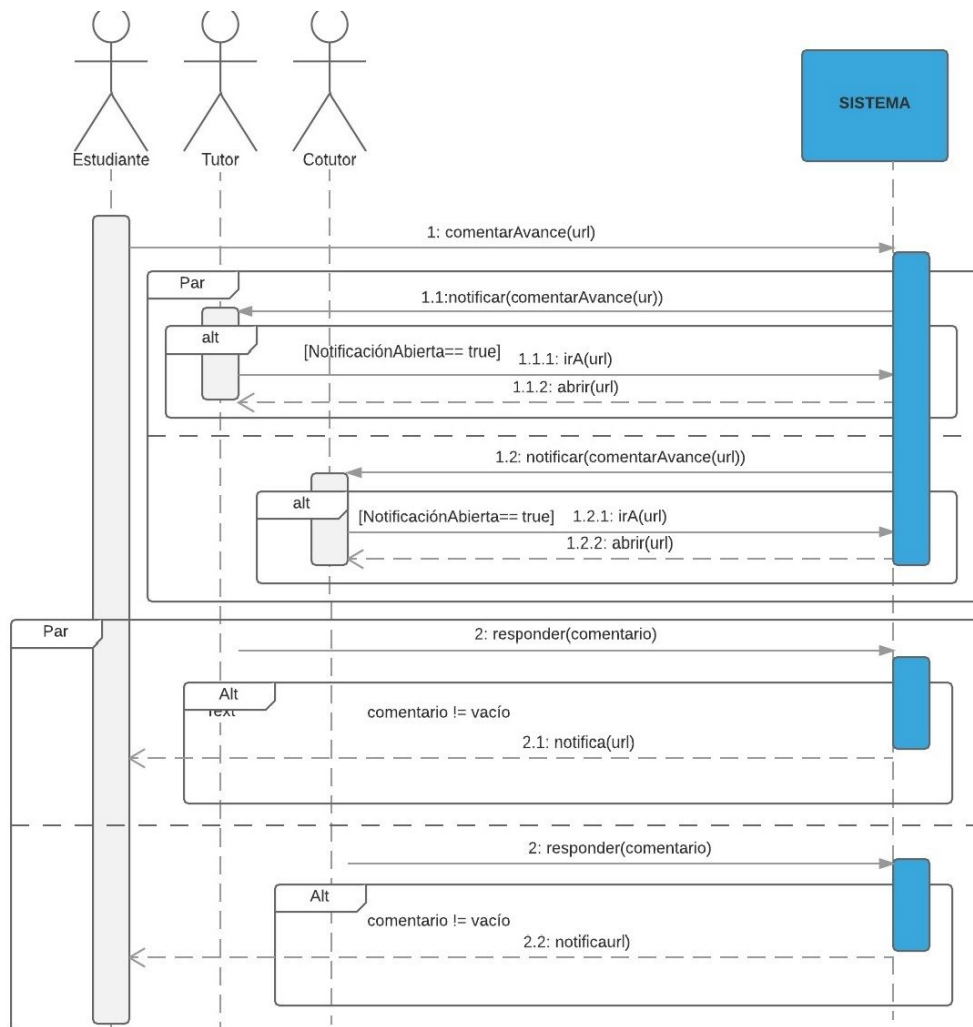 SISTEMA
Estudiante
Tutor
Cotutor
1: comentarAvance(url)
Par
1.1:notificar(comentarAvance(ur))
alt
[NotificaciónAbierta== true]
1.1.1: irA(url)
1.1.2: abrir(url)
1.2: notificar(comentarAvance(url))
alt
[NotificaciónAbierta== true]
1.2.1: irA(url)
1.2.2: abrir(url)
Par
2: responder(comentario)
Alt
Text
comentario != vacío
2.1: notifica(url)
2: responder(comentario)
Alt
comentario != vacío
2.2: notificaurl)